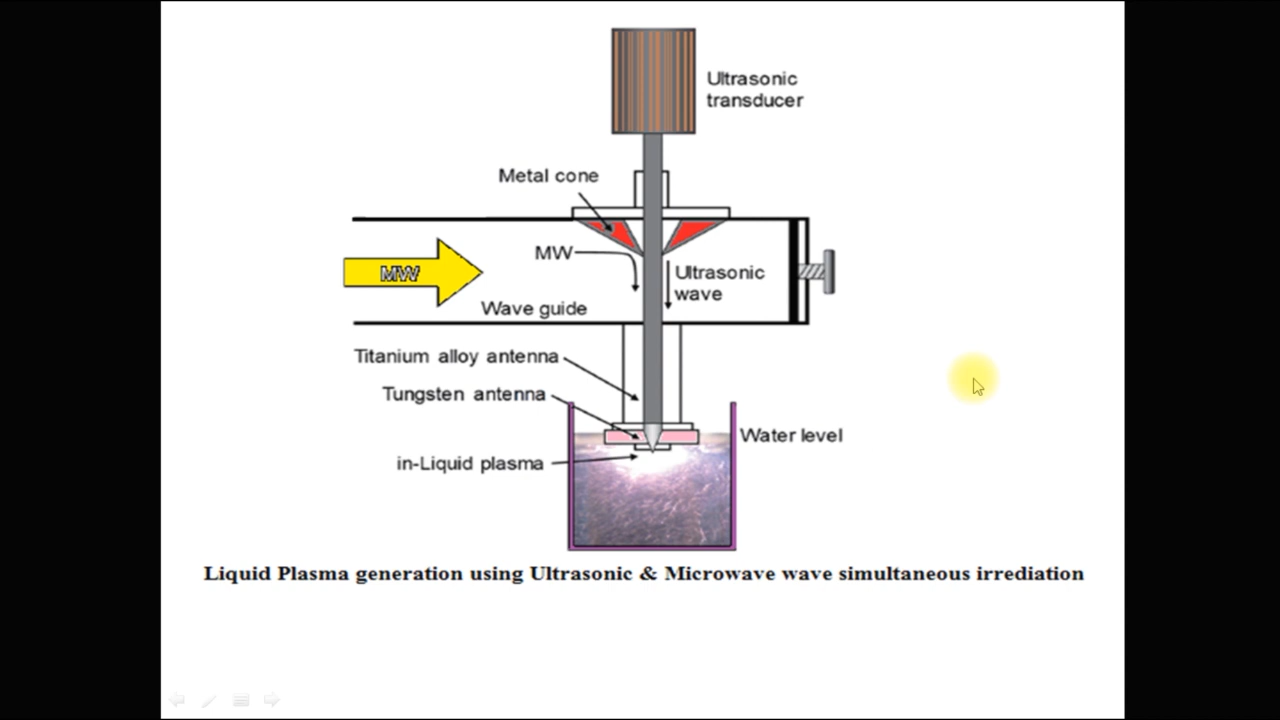 Ultrasonic
transducer
Metal cone
MW
MW
Ultrasonic
wave
Wave guide
Titanium alloy antenna
Tungsten antenna
Water level
in-Liquid plasma
Liquid Plasma generation using Ultrasonic & Microwave wave simultaneous irrediation